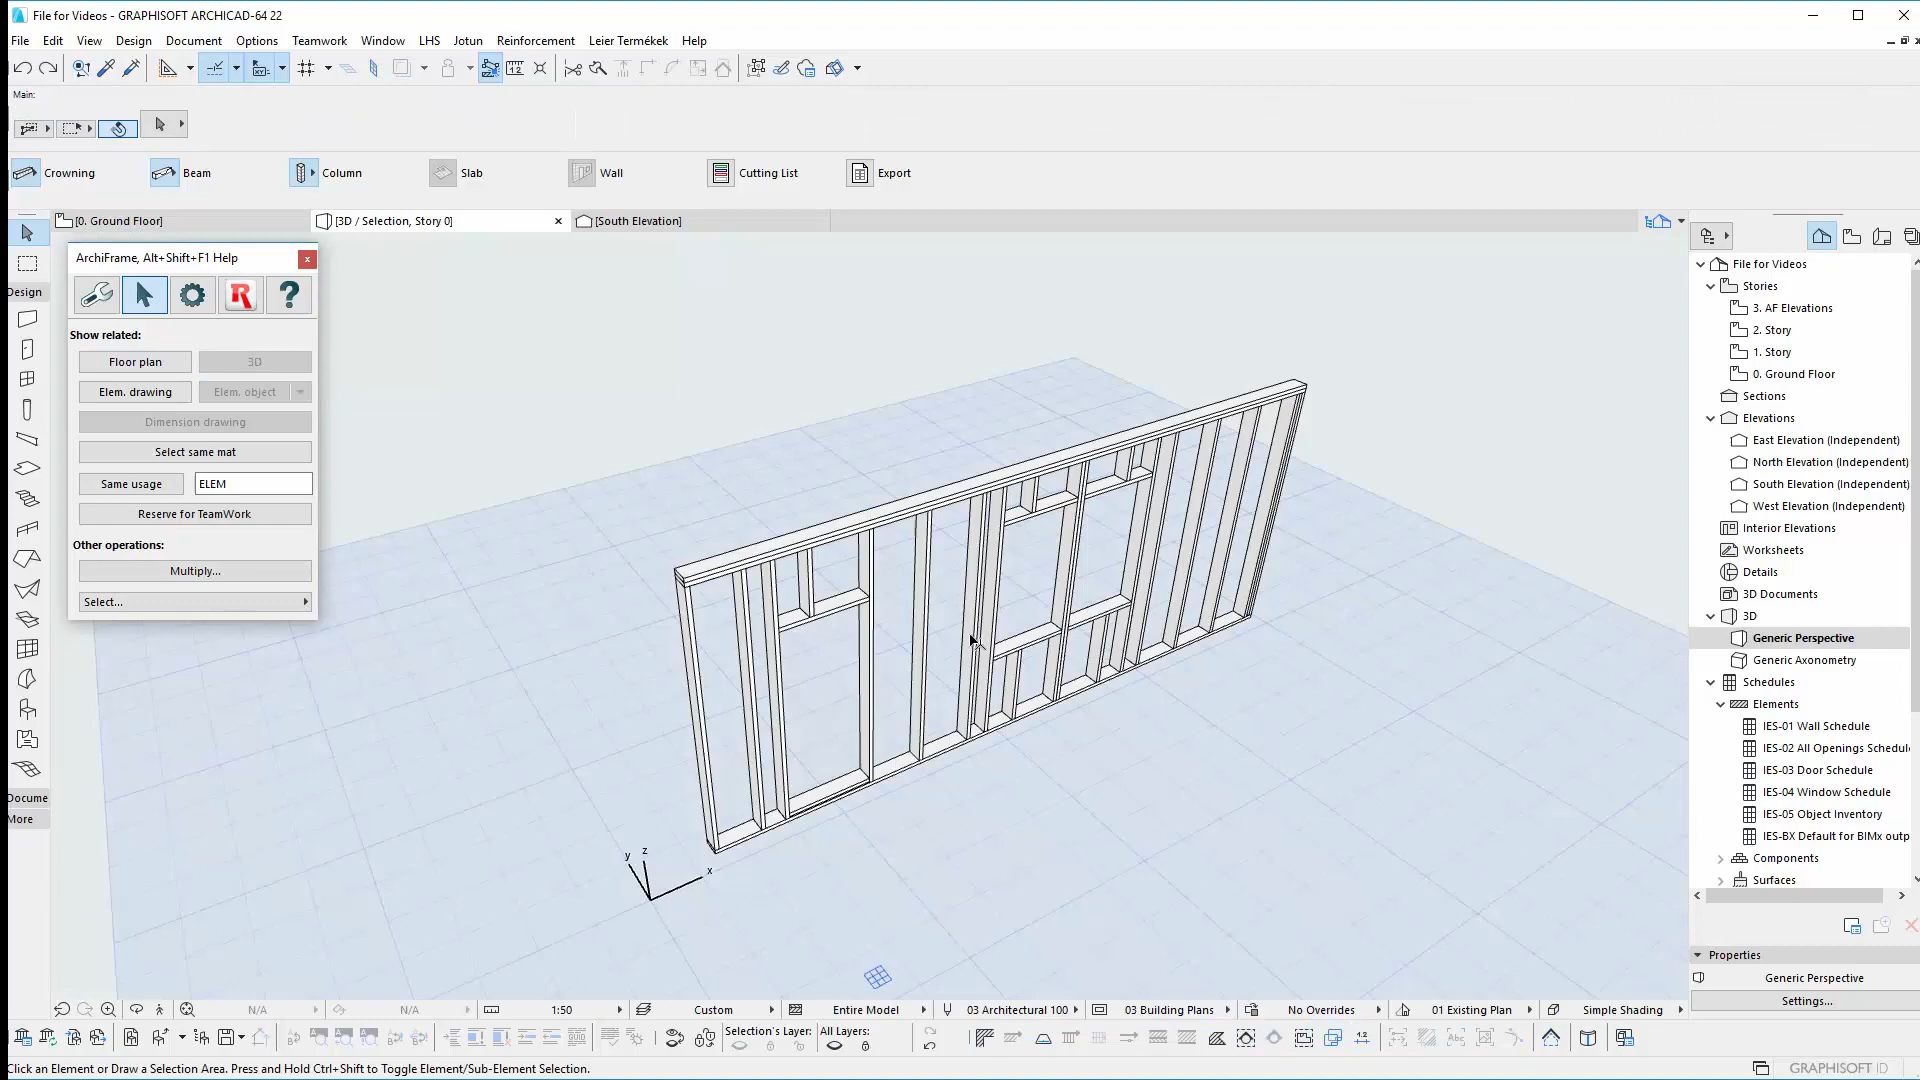 File for Videos - GRAPHISOFT ARCHICAD-64 22
File Edit View Design Document Options Teamwork Window LHS Jotun Reinforcement Leier Termékek Help
Main:
Crowning Beam Column Slab Wall Cutting List Export
[0. Ground Floor] [3D / Selection, Story 0] [South Elevation]
ArchiFrame, Alt+Shift+F1 Help
Show related:
Floor plan 3D
Elem. drawing Elem. object
Dimension drawing
Select same mat
Same usage ELEM
Reserve for TeamWork
Other operations:
Multiply...
Select...
Design
Docume
More
y z x
File for Videos
Stories
3. AF Elevations
2. Story
1. Story
0. Ground Floor
Sections
Elevations
East Elevation (Independent)
North Elevation (Independent)
South Elevation (Independent)
West Elevation (Independent)
Interior Elevations
Worksheets
Details
3D Documents
3D
Generic Perspective
Generic Axonometry
Schedules
Elements
IES-01 Wall Schedule
IES-02 All Openings Schedul
IES-03 Door Schedule
IES-04 Window Schedule
IES-05 Object Inventory
IES-BX Default for BIMx outp
Components
Surfaces
Properties
Generic Perspective
Settings...
N/A N/A 1:50 Custom Entire Model 03 Architectural 100 03 Building Plans No Overrides 01 Existing Plan Simple Shading
Selection's Layer: All Layers:
Click an Element or Draw a Selection Area. Press and Hold Ctrl+Shift to Toggle Element/Sub-Element Selection.
GRAPHISOFT ID